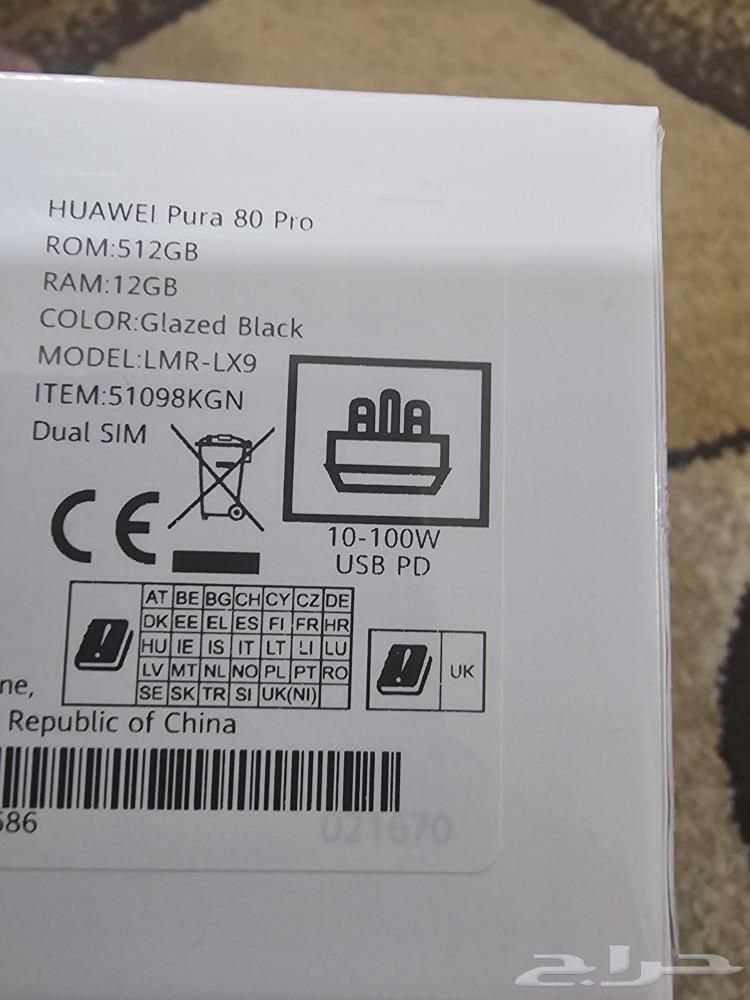 HUAWEI Pura 80 Pro
ROM:512GB
RAM:12GB
COLOR:Glazed Black
MODEL:LMR-LX9
ITEM:51098KGN
Dual SIM
CE
10-100W
USB PD
AT BE BG CH CY CZ DE
DK EE EL ES FI FR HR
HU IE IS IT LT LI LU
LV MT NL NO PL PT RO
SE SK TR SI UK(NI)
UK
ne,
Republic of China
686
021670
حراج